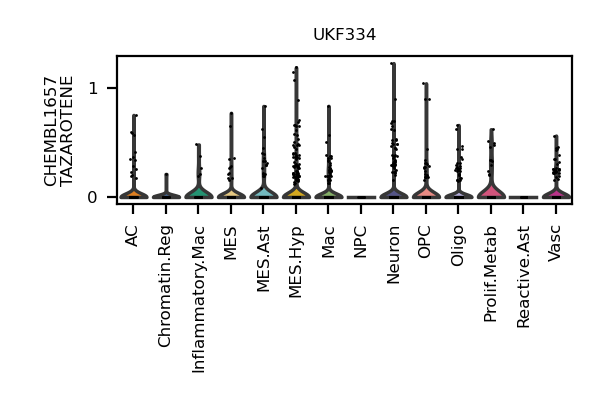 UKF334
CHEMBL1657
TAZAROTENE
1
0
AC
Chromatin.Reg
Inflammatory.Mac
MES
MES.Ast
MES.Hyp
Mac
NPC
Neuron
OPC
Oligo
Prolif.Metab
Reactive.Ast
Vasc